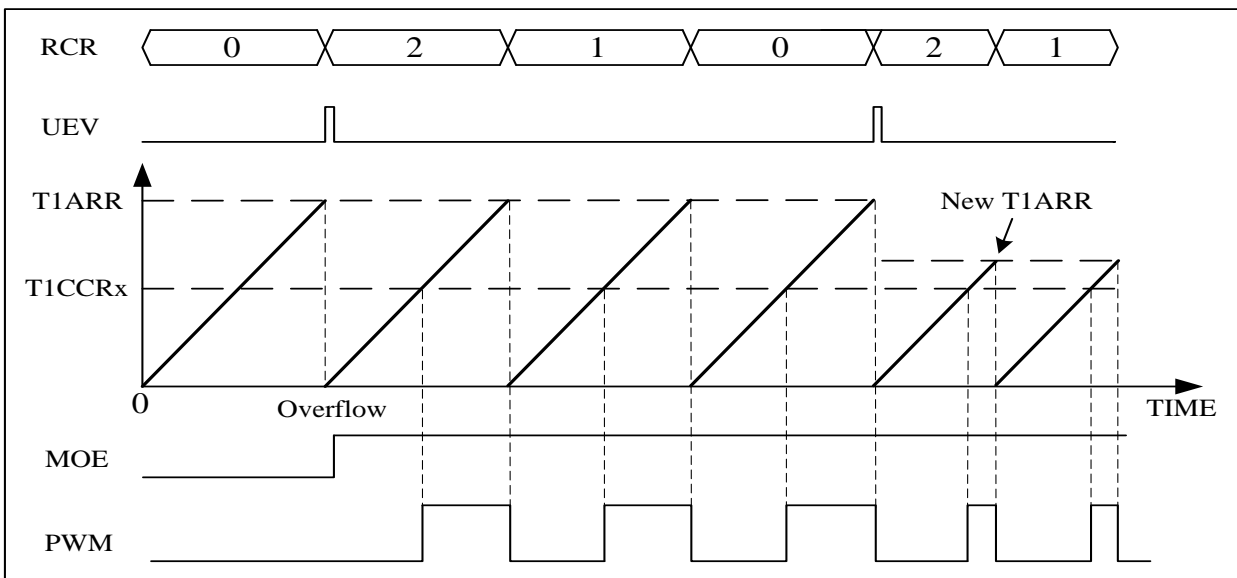 RCR 0 2 1 0 2 1
UEV
T1ARR
New T1ARR
T1CCRx
0 Overflow TIME
MOE
PWM